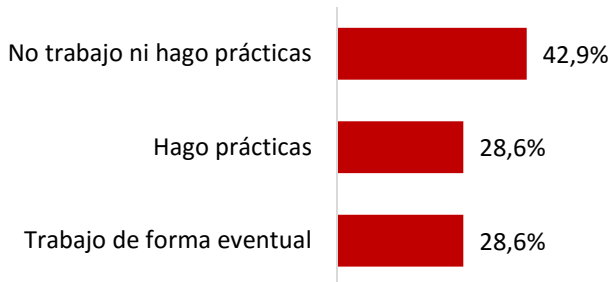 No trabajo ni hago prácticas 42,9%
Hago prácticas 28,6%
Trabajo de forma eventual 28,6%